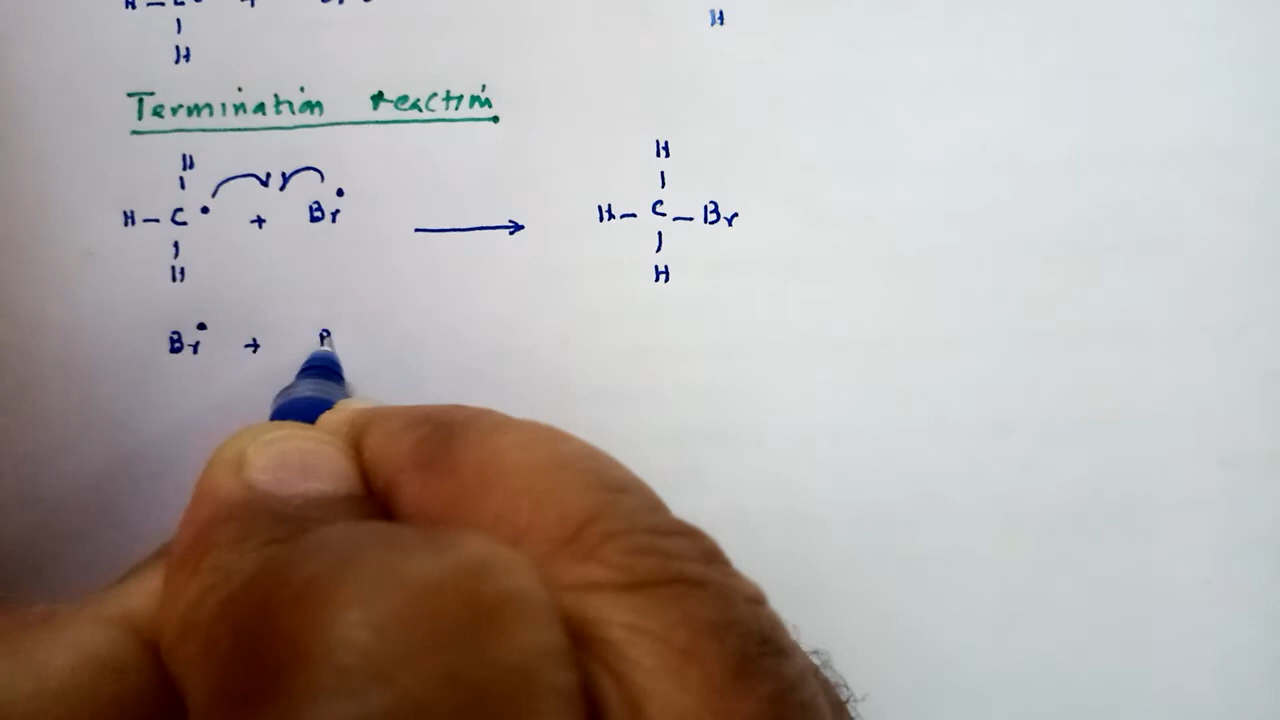 H
H
Termination reaction
H H
H – C • + Br• → H – C – Br
H H
Br• +